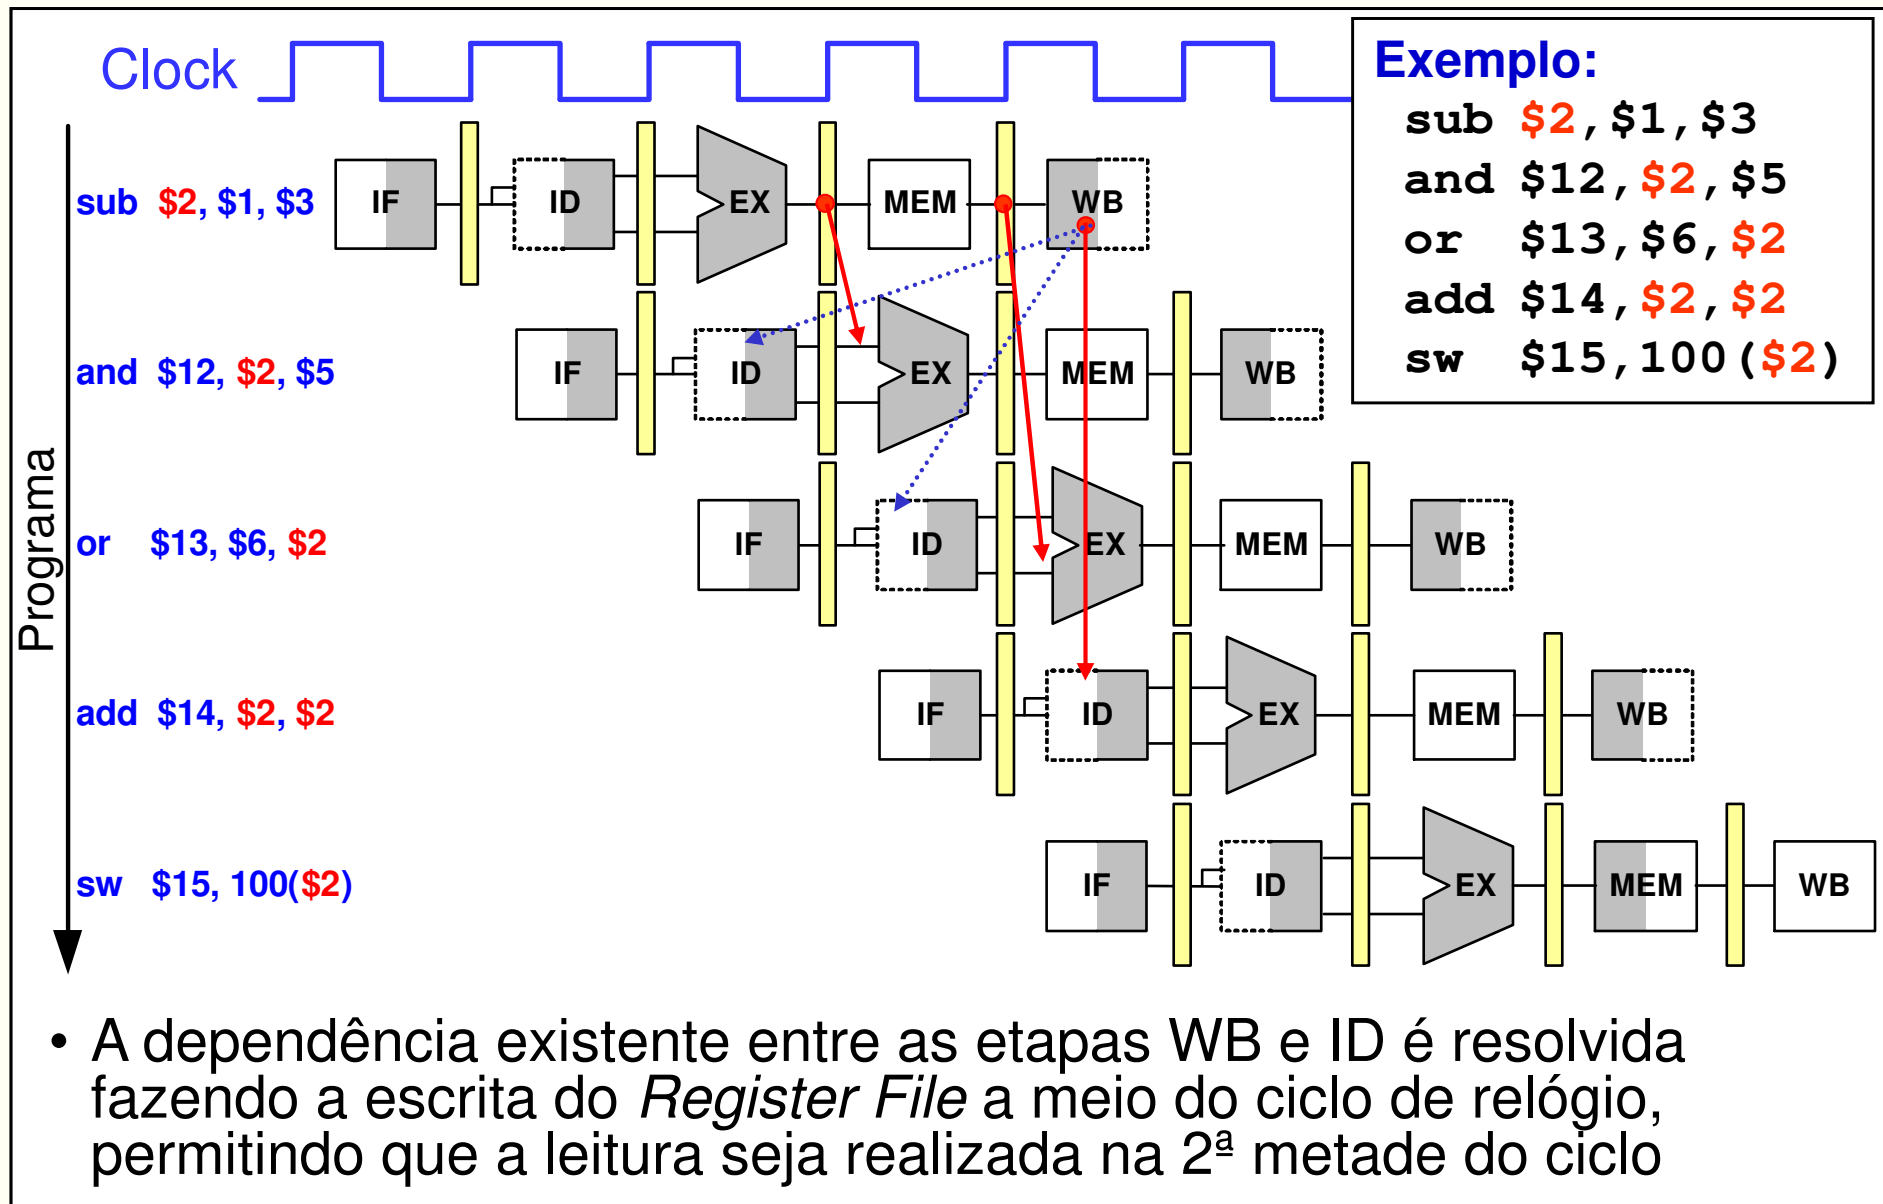 Clock
Exemplo:
sub $2,$1,$3
and $12,$2,$5
or $13,$6,$2
add $14,$2,$2
sw $15,100($2)
Programa
sub $2, $1, $3
IF ID EX MEM WB
and $12, $2, $5
IF ID EX MEM WB
or $13, $6, $2
IF ID EX MEM WB
add $14, $2, $2
IF ID EX MEM WB
sw $15, 100($2)
IF ID EX MEM WB
• A dependência existente entre as etapas WB e ID é resolvida
fazendo a escrita do Register File a meio do ciclo de relógio,
permitindo que a leitura seja realizada na 2ª metade do ciclo